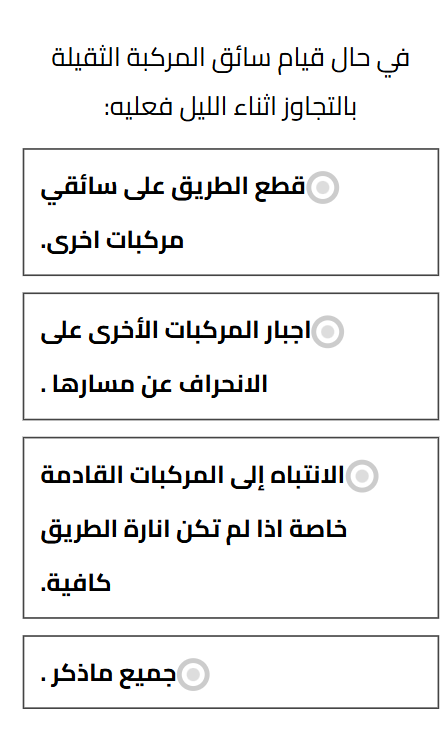 في حال قيام سائق المركبة الثقيلة
بالتجاوز اثناء الليل فعليه:
قطع الطريق على سائقي
مركبات اخرى.
اجبار المركبات الأخرى على
الانحراف عن مسارها .
الانتباه إلى المركبات القادمة
خاصة اذا لم تكن انارة الطريق
كافية.
جميع ماذكر .